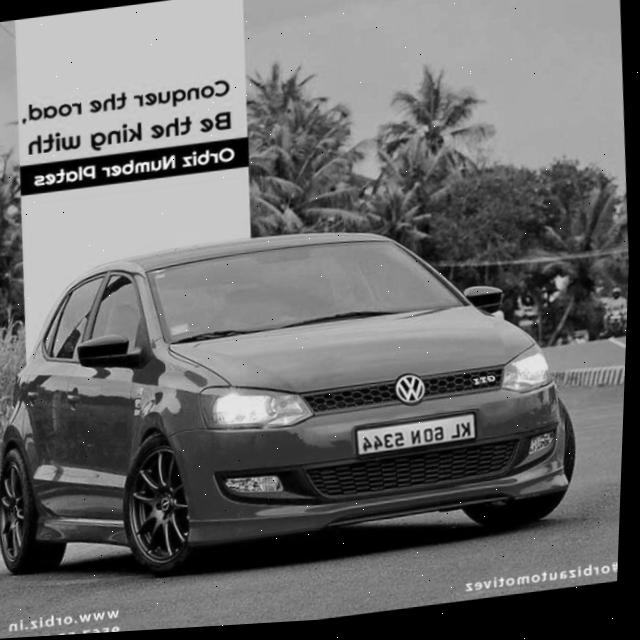 Conquer the road,
Be the king with
Orbiz Number Plates
GTI
KL 60N 5344
#orbizautomotivez
www.orbiz.in